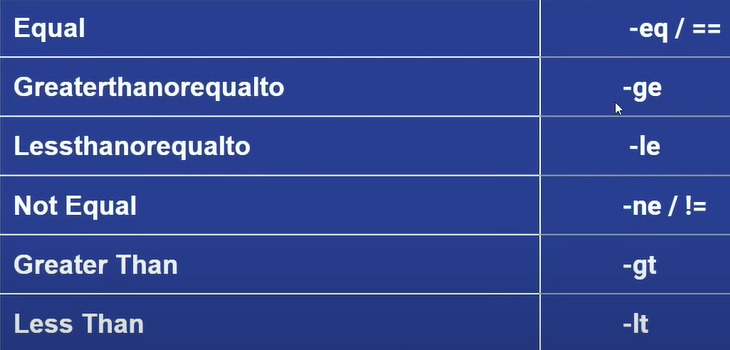 Equal -eq / ==
Greaterthanorequalto -ge
Lessthanorequalto -le
Not Equal -ne / !=
Greater Than -gt
Less Than -lt